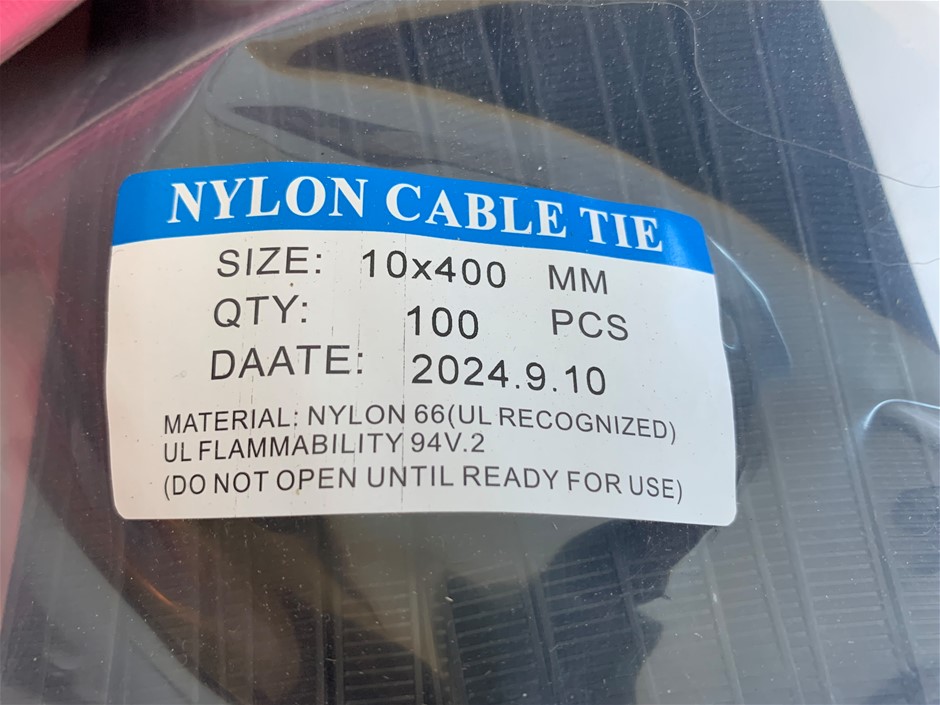 NYLON CABLE TIE
SIZE: 10x400 MM
QTY: 100 PCS
DAATE: 2024.9.10
MATERIAL: NYLON 66(UL RECOGNIZED)
UL FLAMMABILITY 94V.2
(DO NOT OPEN UNTIL READY FOR USE)